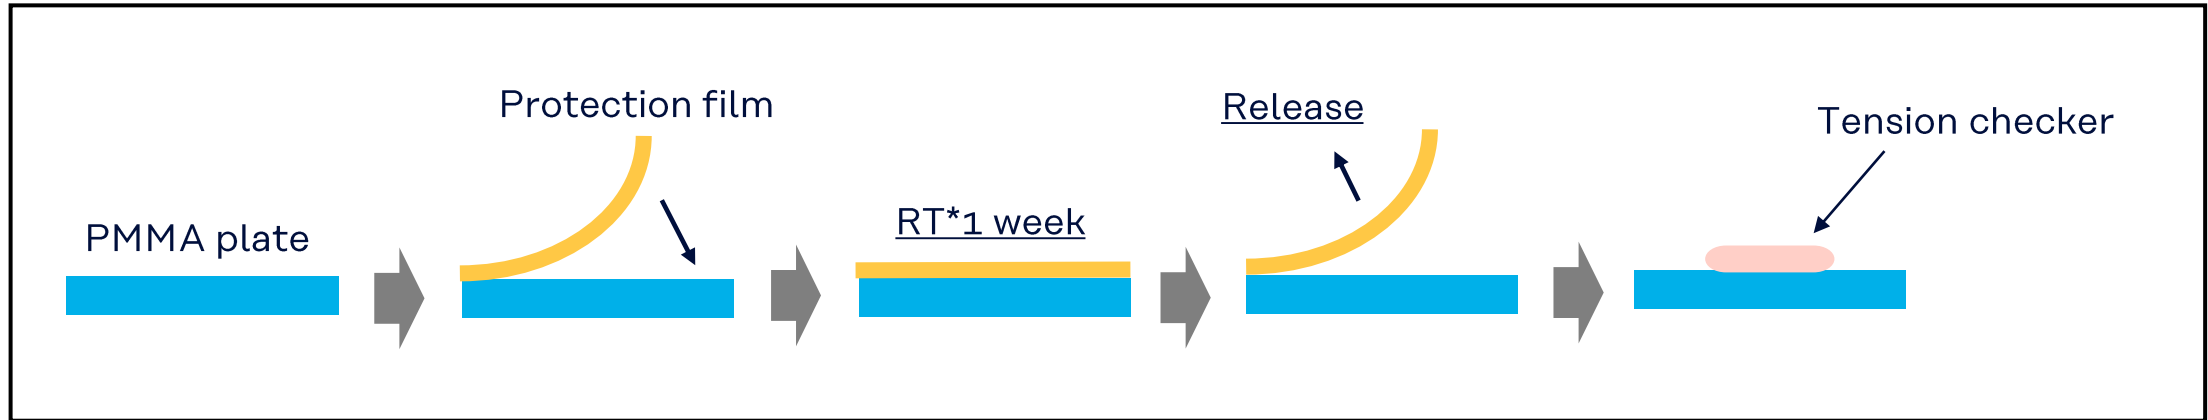 PMMA plate
Protection film
RT*1 week
Release
Tension checker